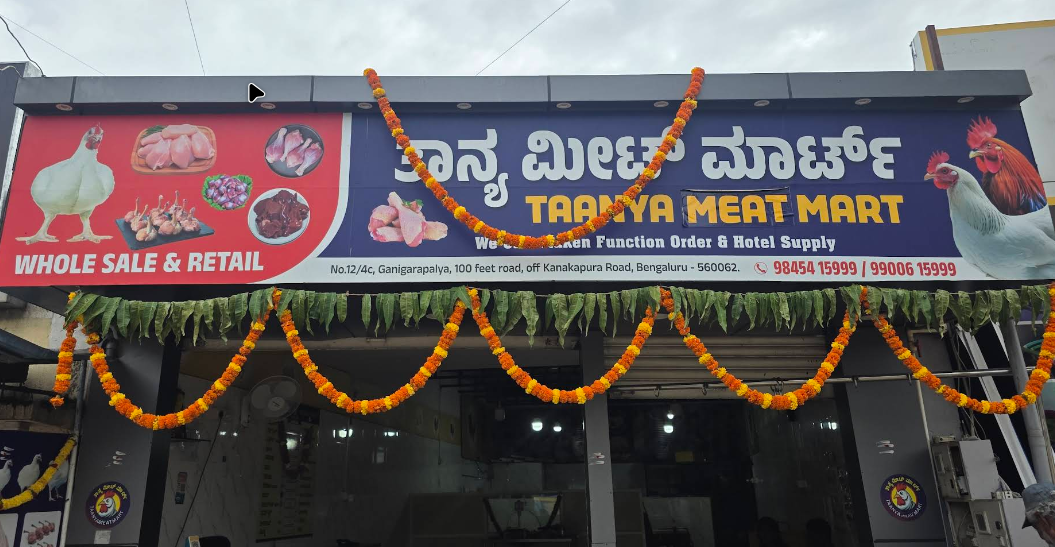 ತಾನ್ಯ ಮೀಟ್ ಮಾರ್ಟ್
TAANYA MEAT MART
We Function Order & Hotel Supply
WHOLE SALE & RETAIL
No.12/4c, Ganigarapalya, 100 feet road, off Kanakapura Road, Bengaluru - 560062. 98454 15999 / 99006 15999